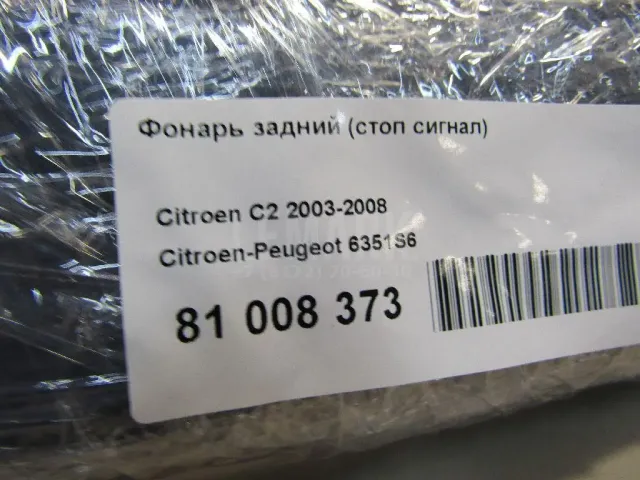 Фонарь задний (стоп сигнал)
Citroen C2 2003-2008
Citroen-Peugeot 6351S6
81 008 373